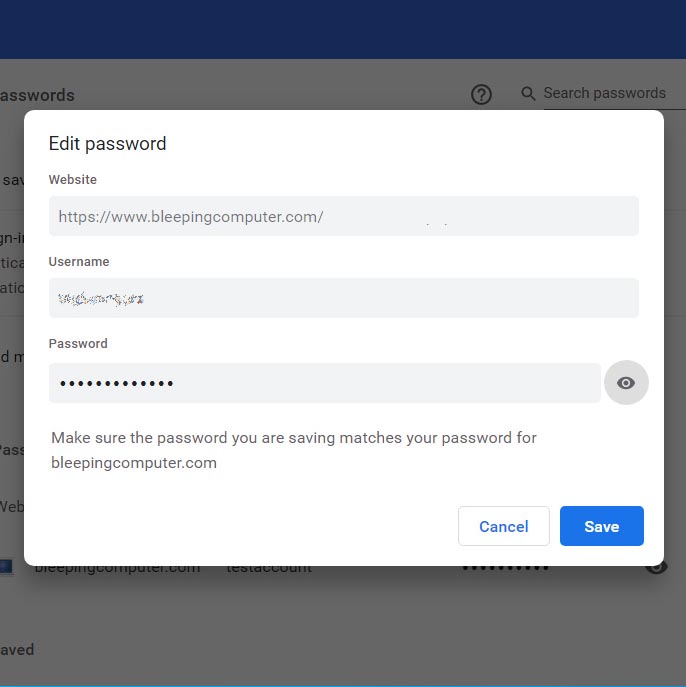 asswords
Search passwords
Edit password
Website
https://www.bleepingcomputer.com/
Username
Password
•••••••••••••
Make sure the password you are saving matches your password for
bleepingcomputer.com
Cancel Save
bleepingcomputer.com testaccount ••••••••••
aved